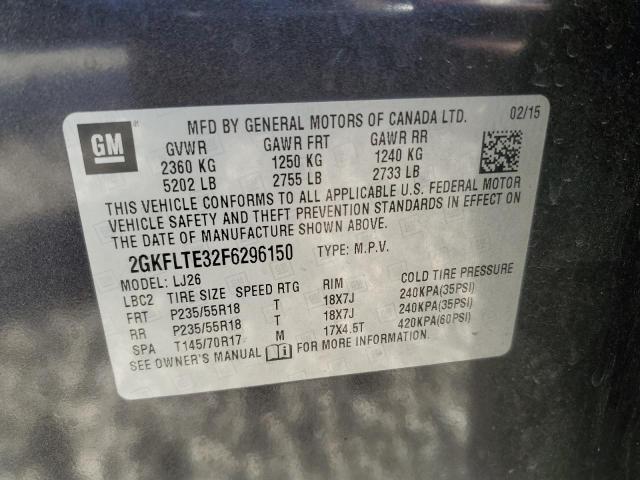 GM
MFD BY GENERAL MOTORS OF CANADA LTD. 02/15
GVWR GAWR FRT GAWR RR
2360 KG 1250 KG 1240 KG
5202 LB 2755 LB 2733 LB
THIS VEHICLE CONFORMS TO ALL APPLICABLE U.S. FEDERAL MOTOR
VEHICLE SAFETY AND THEFT PREVENTION STANDARDS IN EFFECT ON
THE DATE OF MANUFACTURE SHOWN ABOVE.
2GKFLTE32F6296150 TYPE: M.P.V.
MODEL: LJ26
LBC2 TIRE SIZE SPEED RTG RIM COLD TIRE PRESSURE
FRT P235/55R18 T 18X7J 240KPA(35PSI)
RR P235/55R18 T 18X7J 240KPA(35PSI)
SPA T145/70R17 M 17X4.5T 420KPA(60PSI)
SEE OWNER'S MANUAL FOR MORE INFORMATION.